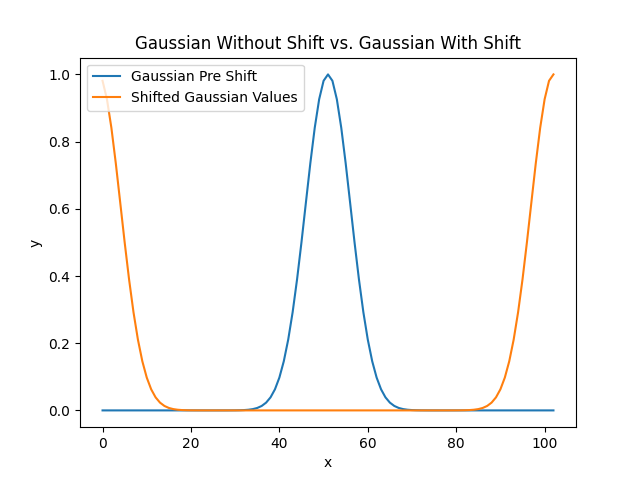 Gaussian Without Shift vs. Gaussian With Shift
Gaussian Pre Shift
Shifted Gaussian Values
1.0
0.8
0.6
0.4
0.2
0.0
y
0 20 40 60 80 100
x